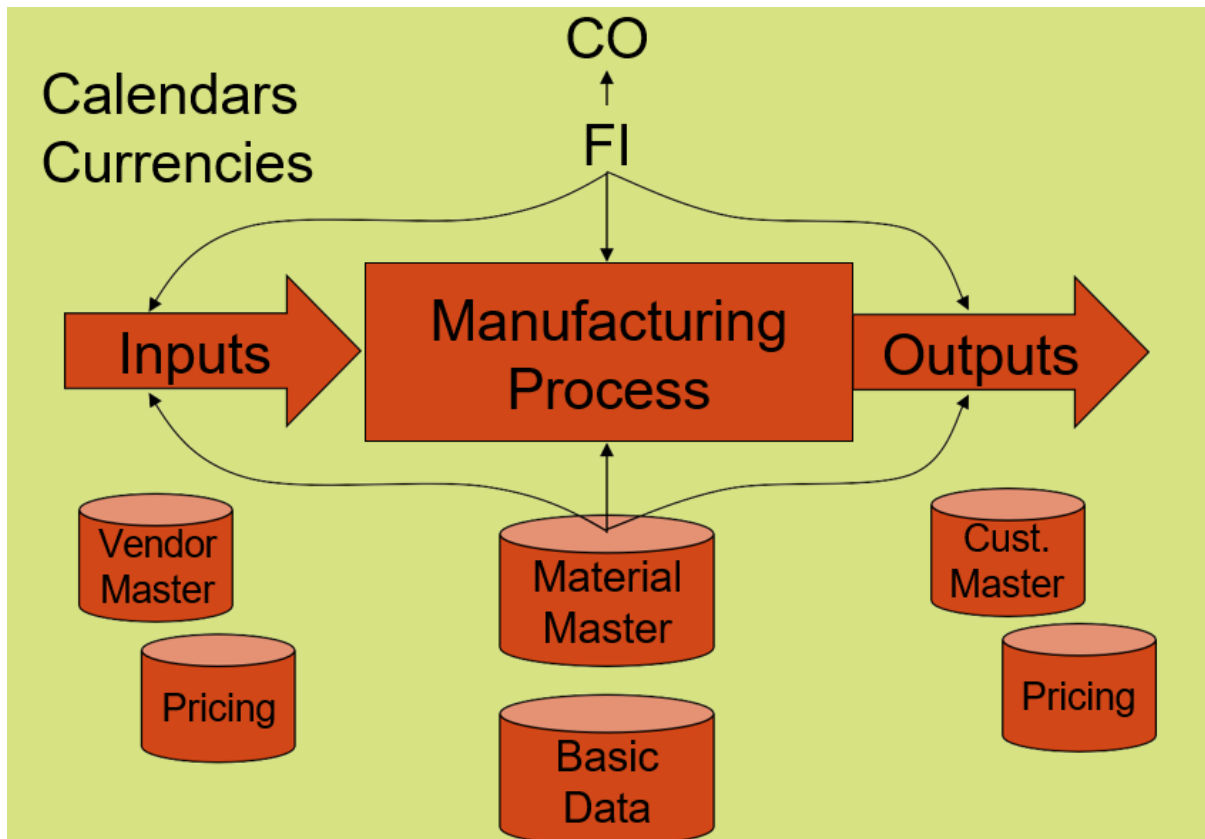 CO
Calendars
Currencies
FI
Inputs
Manufacturing
Process
Outputs
Vendor
Master
Pricing
Material
Master
Basic
Data
Cust.
Master
Pricing